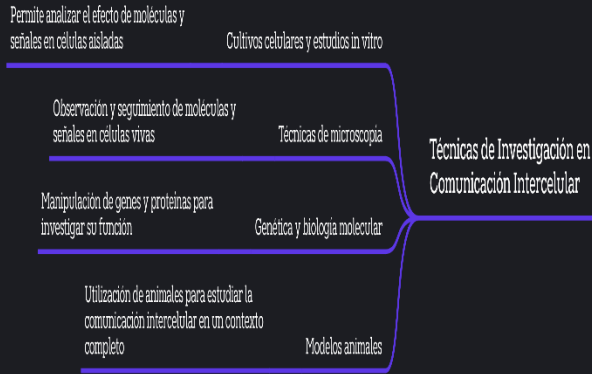 Permite analizar el efecto de moléculas y
señales en células aisladas
Cultivos celulares y estudios in vitro
Observación y seguimiento de moléculas y
señales en células vivas
Técnicas de microscopía
Manipulación de genes y proteínas para
investigar su función
Genética y biología molecular
Utilización de animales para estudiar la
comunicación intercelular en un contexto
completo
Modelos animales
Técnicas de Investigación en
Comunicación Intercelular